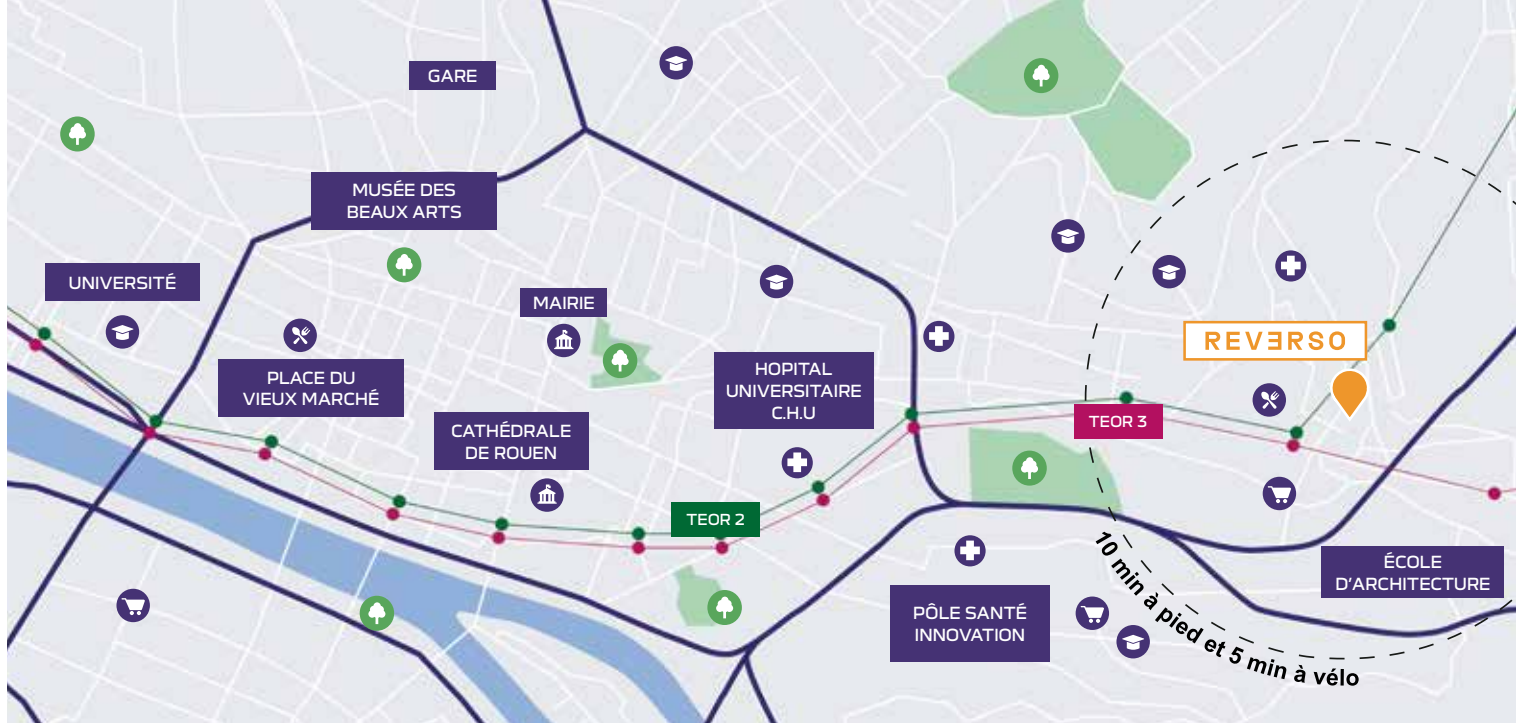 GARE
MUSÉE DES
BEAUX ARTS
UNIVERSITÉ
MAIRIE
PLACE DU
VIEUX MARCHÉ
HOPITAL
UNIVERSITAIRE
C.H.U
REVERSO
CATHÉDRALE
DE ROUEN
TEOR 3
TEOR 2
10 min à pied et 5 min à vélo
ÉCOLE
D'ARCHITECTURE
PÔLE SANTÉ
INNOVATION